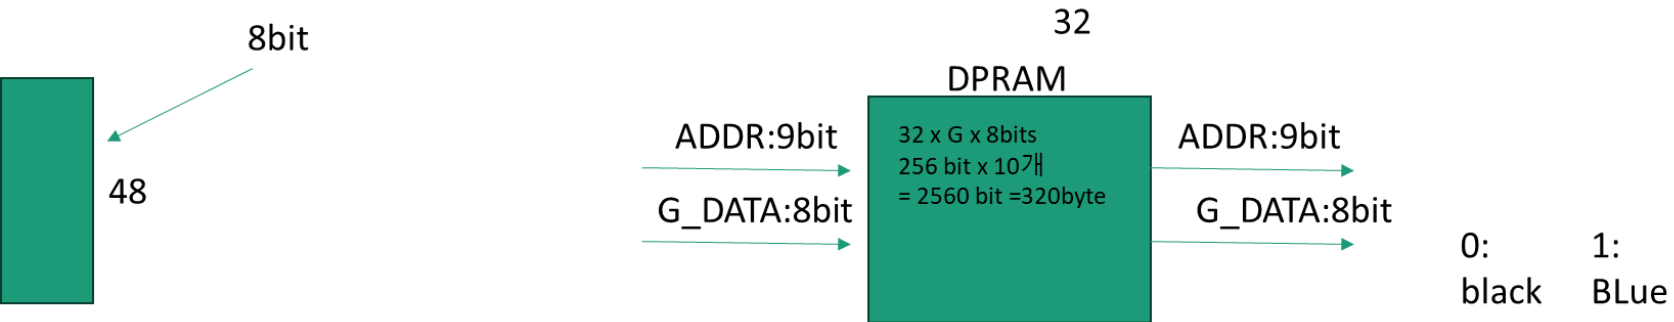 8bit
48
32
DPRAM
ADDR:9bit
G_DATA:8bit
32 x G x 8bits
256 bit x 10개
= 2560 bit =320byte
ADDR:9bit
G_DATA:8bit
0:
black
1:
BLue